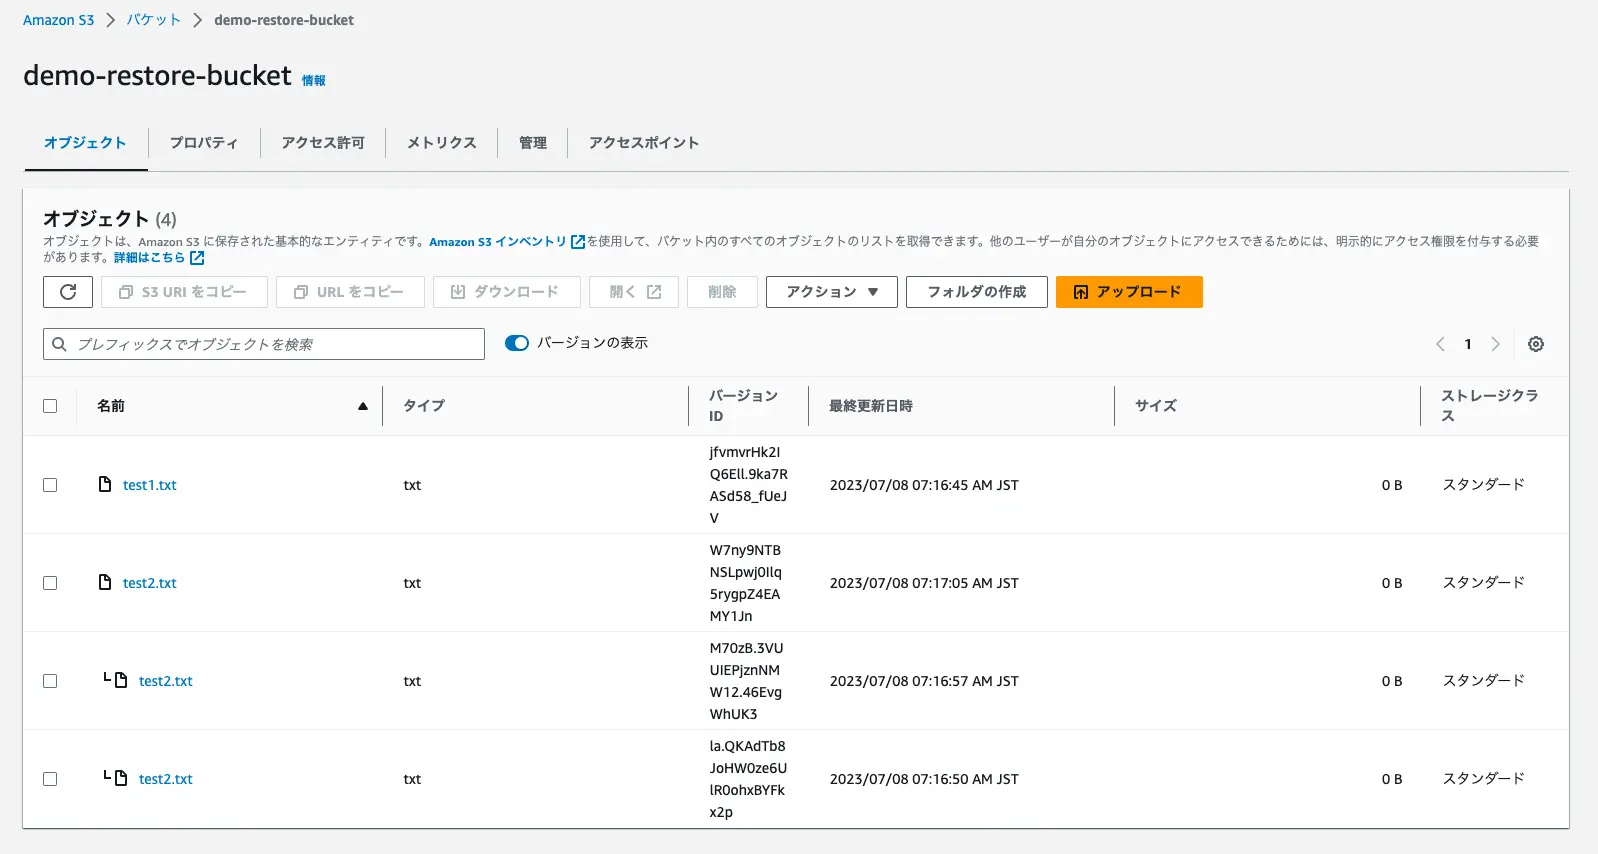 Amazon S3 > バケット > demo-restore-bucket
demo-restore-bucket 情報
オブジェクト プロパティ アクセス許可 メトリクス 管理 アクセスポイント
オブジェクト (4)
オブジェクトは、Amazon S3 に保存された基本的なエンティティです。Amazon S3 インベントリ を使用して、バケット内のすべてのオブジェクトのリストを取得できます。他のユーザーが自分のオブジェクトにアクセスできるためには、明示的にアクセス権限を付与する必要
があります。詳細はこちら
S3 URI をコピー URL をコピー ダウンロード 開く 削除 アクション ▼ フォルダの作成 アップロード
プレフィックスでオブジェクトを検索 バージョンの表示 < 1 >
名前 ▲ タイプ バージョン
ID 最終更新日時 サイズ ストレージクラ
ス
test1.txt txt jfvmvrHk2I
Q6Ell.9ka7R
ASd58_fUeJ
V 2023/07/08 07:16:45 AM JST 0 B スタンダード
test2.txt txt W7ny9NTB
NSLpwj0Ilq
5rygpZ4EA
MY1Jn 2023/07/08 07:17:05 AM JST 0 B スタンダード
test2.txt txt M70zB.3VU
UIEPjznNM
W12.46Evg
WhUK3 2023/07/08 07:16:57 AM JST 0 B スタンダード
test2.txt txt la.QKAdTb8
JoHW0ze6U
lR0ohxBYFk
x2p 2023/07/08 07:16:50 AM JST 0 B スタンダード